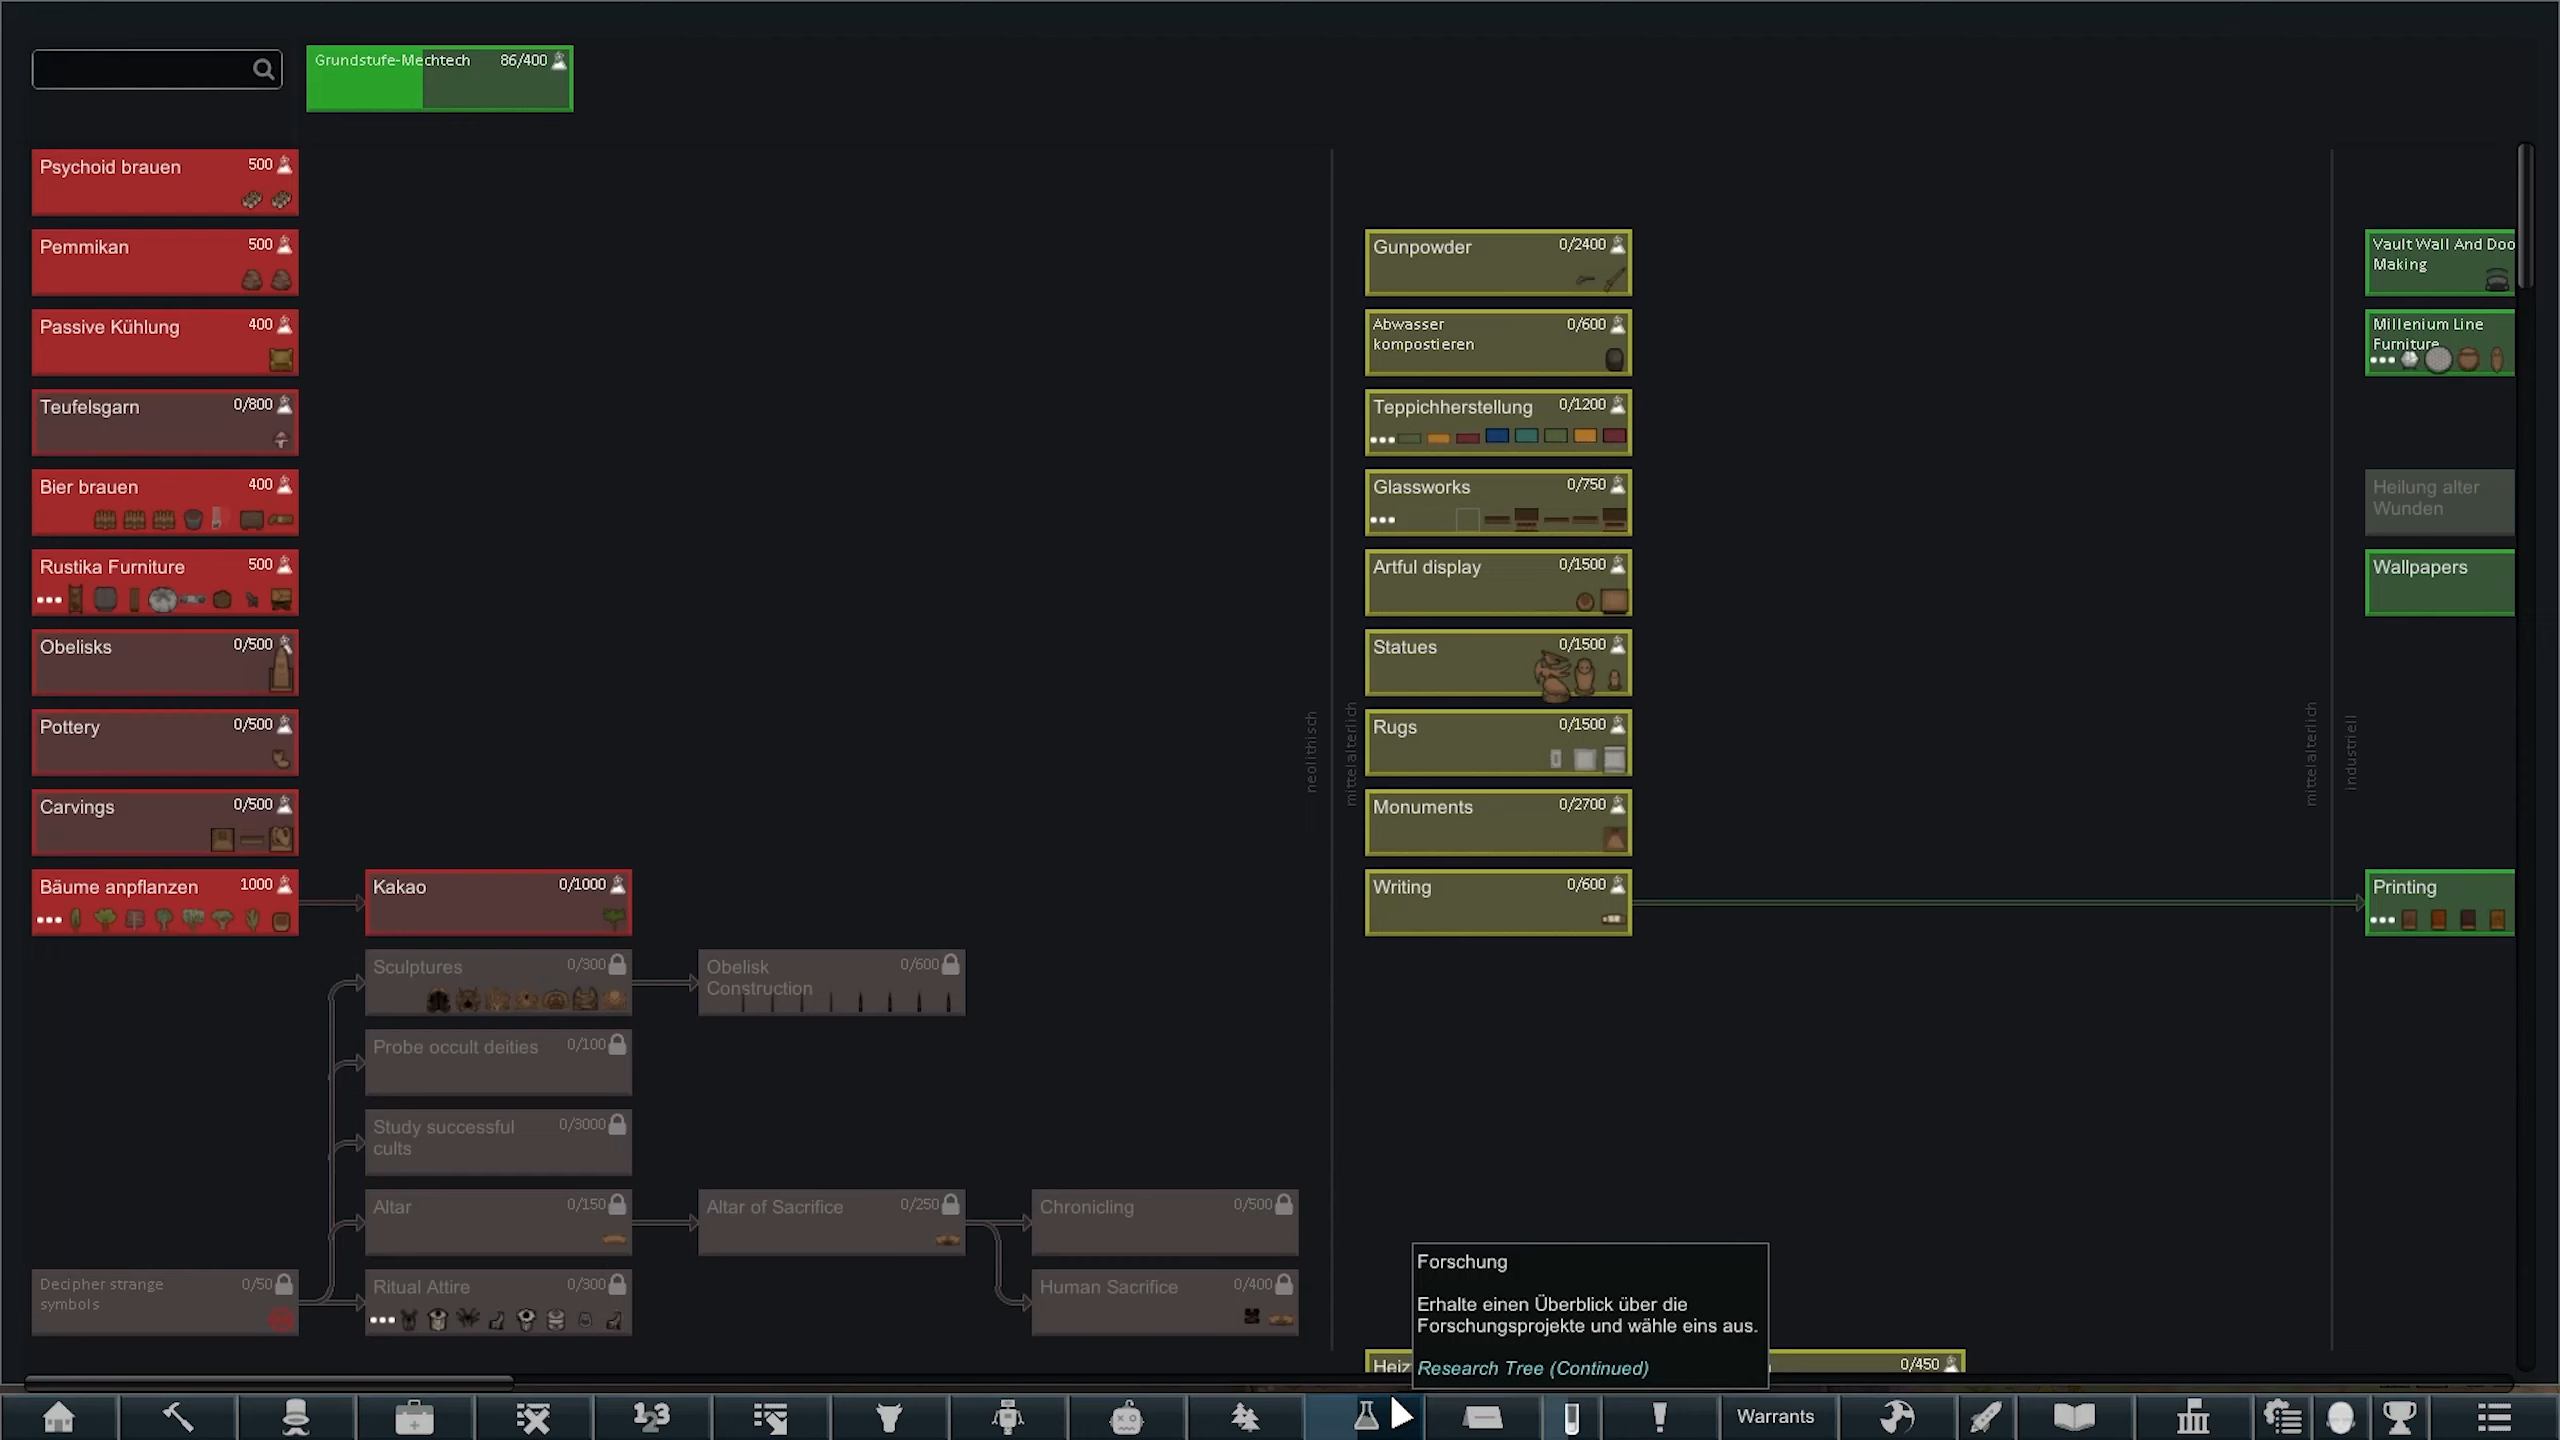 Grundstufe-Mechtech 86/400
Psychoid brauen 500
Pemmikan 500
Passive Kühlung 400
Teufelsgarn 0/800
Bier brauen 400
Rustika Furniture 500
Obelisks 0/500
Pottery 0/500
Carvings 0/500
Bäume anpflanzen 1000
Kakao 0/1000
Sculptures 0/300
Obelisk 0/600
Construction
Probe occult deities 0/100
Study successful 0/3000
cults
Altar 0/150
Altar of Sacrifice 0/250
Chronicling 0/500
Decipher strange 0/50
symbols
Ritual Attire 0/300
Human Sacrifice 0/400
neolithisch
mittelalterlich
Gunpowder 0/2400
Abwasser 0/600
kompostieren
Teppichherstellung 0/1200
Glassworks 0/750
Artful display 0/1500
Statues 0/1500
Rugs 0/1500
Monuments 0/2700
Writing 0/600
mittelalterlich
industriell
Vault Wall And Doo
Making
Millenium Line
Furniture
Heilung alter
Wunden
Wallpapers
Printing
Forschung
Erhalte einen Überblick über die
Forschungsprojekte und wähle eins aus.
Research Tree (Continued)
Heiz
0/450
123
Warrants